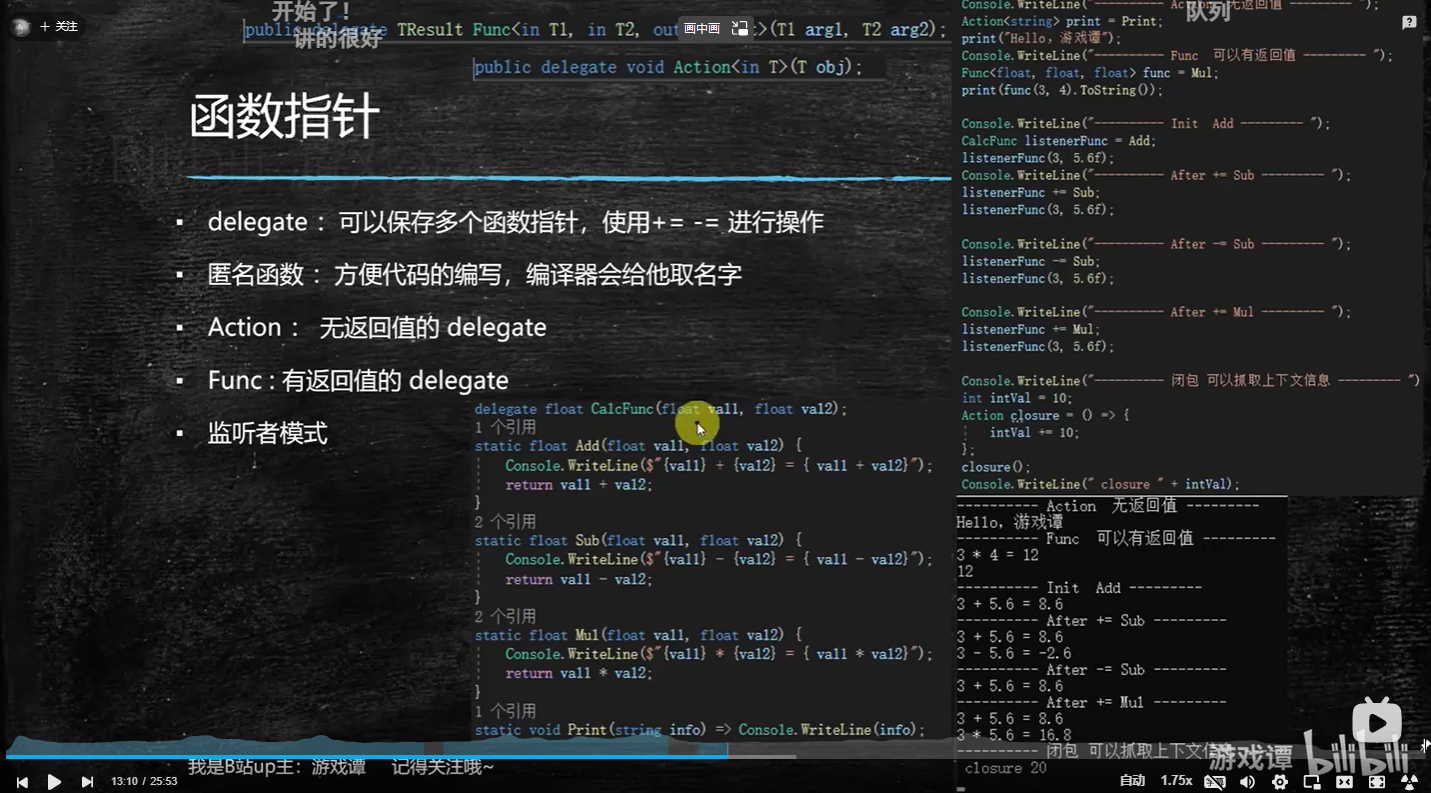 开始了！
+ 关注
讲的很好
public delegate TResult Func<in T1, in T2, out
画中画
>(T1 arg1, T2 arg2);
public delegate void Action<in T>(T obj);
函数指针
▪ delegate： 可以保存多个函数指针，使用+= -= 进行操作
▪ 匿名函数： 方便代码的编写，编译器会给他取名字
▪ Action： 无返回值的 delegate
▪ Func : 有返回值的 delegate
▪ 监听者模式
delegate float CalcFunc(float val1, float val2);
1 个引用
static float Add(float val1, float val2) {
Console.WriteLine($"{val1} + {val2} = { val1 + val2}");
return val1 + val2;
}
2 个引用
static float Sub(float val1, float val2) {
Console.WriteLine($"{val1} - {val2} = { val1 - val2}");
return val1 - val2;
}
2 个引用
static float Mul(float val1, float val2) {
Console.WriteLine($"{val1} * {val2} = { val1 * val2}");
return val1 * val2;
}
1 个引用
static void Print(string info) => Console.WriteLine(info);
队列
Console.WriteLine("---------- Action 无返回值 --------- ");
Action<string> print = Print;
print("Hello，游戏谭");
Console.WriteLine("---------- Func 可以有返回值 --------- ");
Func<float, float, float> func = Mul;
print(func(3, 4).ToString());
Console.WriteLine("---------- Init Add --------- ");
CalcFunc listenerFunc = Add;
listenerFunc(3, 5.6f);
Console.WriteLine("---------- After += Sub --------- ");
listenerFunc += Sub;
listenerFunc(3, 5.6f);
Console.WriteLine("---------- After -= Sub --------- ");
listenerFunc -= Sub;
listenerFunc(3, 5.6f);
Console.WriteLine("---------- After += Mul --------- ");
listenerFunc += Mul;
listenerFunc(3, 5.6f);
Console.WriteLine("---------- 闭包 可以抓取上下文信息 --------- ")
int intVal = 10;
Action closure = () => {
intVal += 10;
};
closure();
Console.WriteLine(" closure " + intVal);
---------- Action 无返回值 ---------
Hello，游戏谭
---------- Func 可以有返回值 ---------
3 * 4 = 12
12
---------- Init Add ---------
3 + 5.6 = 8.6
---------- After += Sub ---------
3 + 5.6 = 8.6
3 - 5.6 = -2.6
---------- After -= Sub ---------
3 + 5.6 = 8.6
---------- After += Mul ---------
3 + 5.6 = 8.6
3 * 5.6 = 16.8
---------- 闭包 可以抓取上下文信
closure 20
游戏谭 bilibili
我是B站up主：游戏谭 记得关注哦~
13:10 / 25:53
自动
1.75x